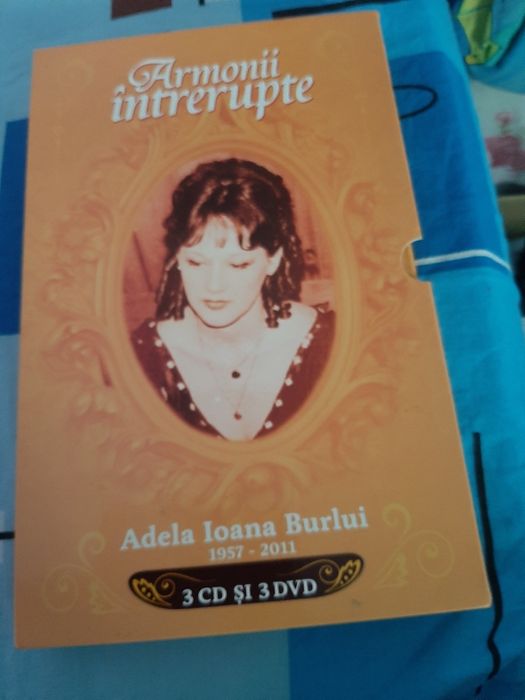 Armonii
întrerupte
Adela Ioana Burlui
1957 - 2011
3 CD ŞI 3 DVD